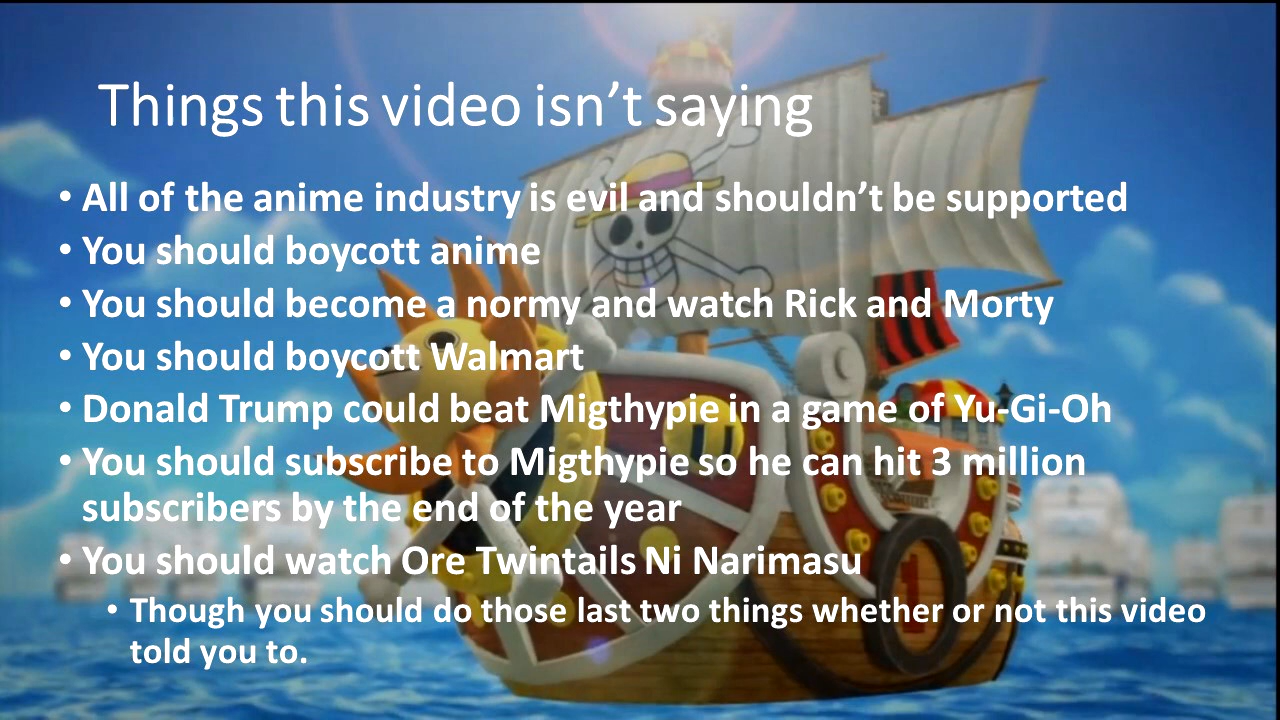 Things this video isn't saying
• All of the anime industry is evil and shouldn't be supported
• You should boycott anime
• You should become a normy and watch Rick and Morty
• You should boycott Walmart
• Donald Trump could beat Migthypie in a game of Yu-Gi-Oh
• You should subscribe to Migthypie so he can hit 3 million
subscribers by the end of the year
• You should watch Ore Twintails Ni Narimasu
• Though you should do those last two things whether or not this video
told you to.